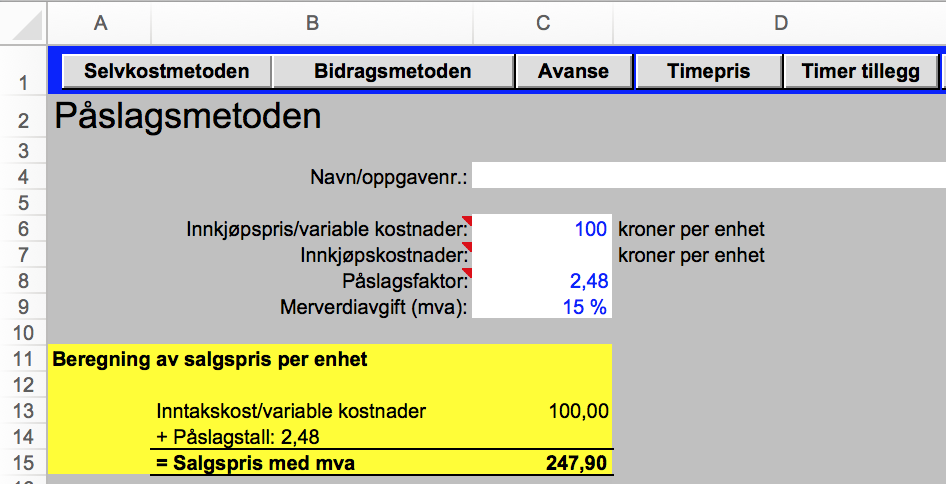 A B C D
1 Selvkostmetoden Bidragsmetoden Avanse Timepris Timer tillegg
2 Påslagsmetoden
3
4 Navn/oppgavenr.:
5
6 Innkjøpspris/variable kostnader: 100 kroner per enhet
7 Innkjøpskostnader: kroner per enhet
8 Påslagsfaktor: 2,48
9 Merverdiavgift (mva): 15 %
10
11 Beregning av salgspris per enhet
12
13 Inntakskost/variable kostnader 100,00
14 + Påslagstall: 2,48
15 = Salgspris med mva 247,90